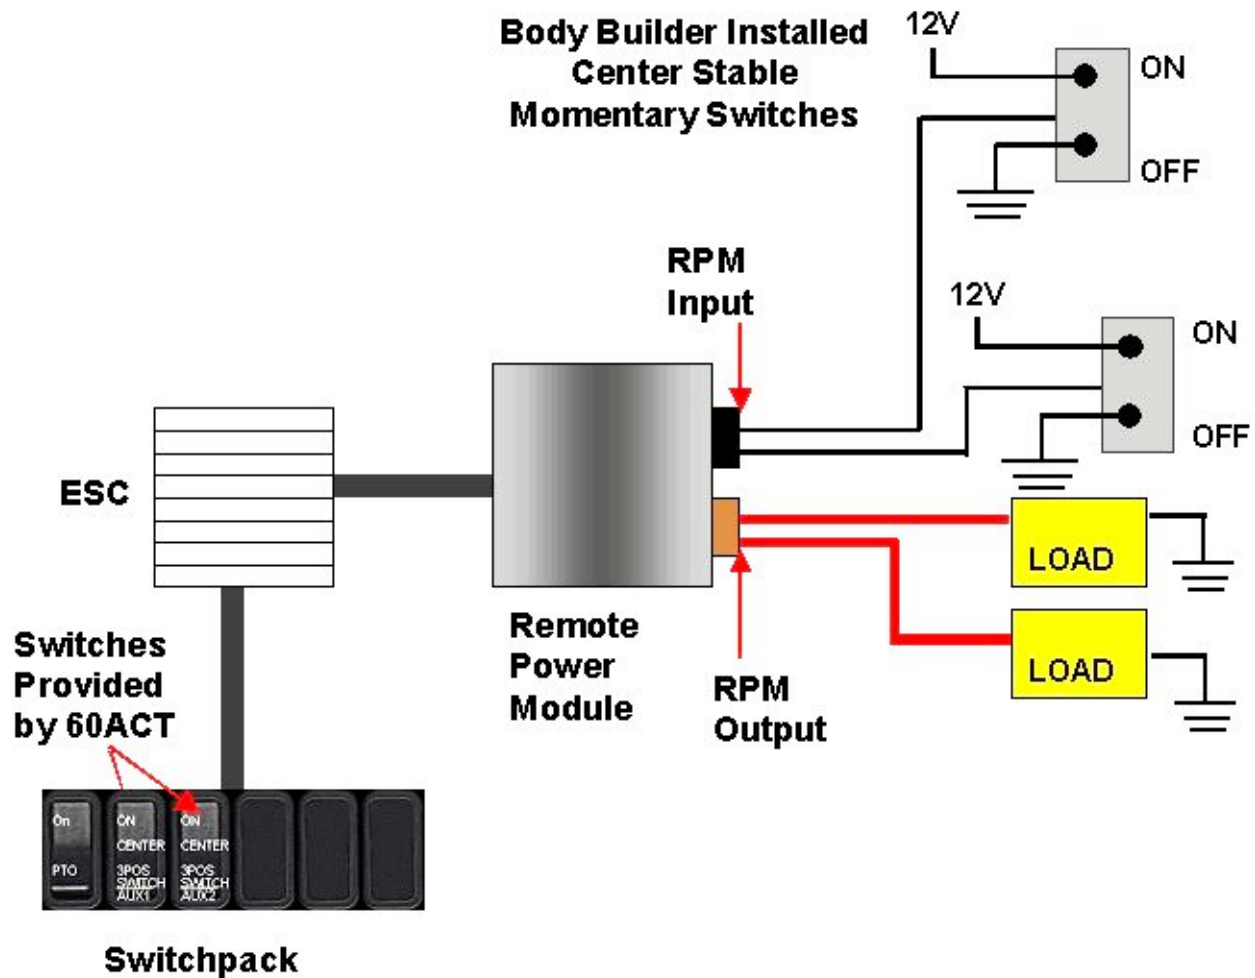 Body Builder Installed
Center Stable
Momentary Switches
12V
ON
OFF
RPM
Input
12V
ON
OFF
ESC
LOAD
LOAD
Remote
Power
Module
RPM
Output
Switches
Provided
by 60ACT
On
PTO
ON
CENTER
3POS
SWITCH
AUX1
ON
CENTER
3POS
SWITCH
AUX2
Switchpack